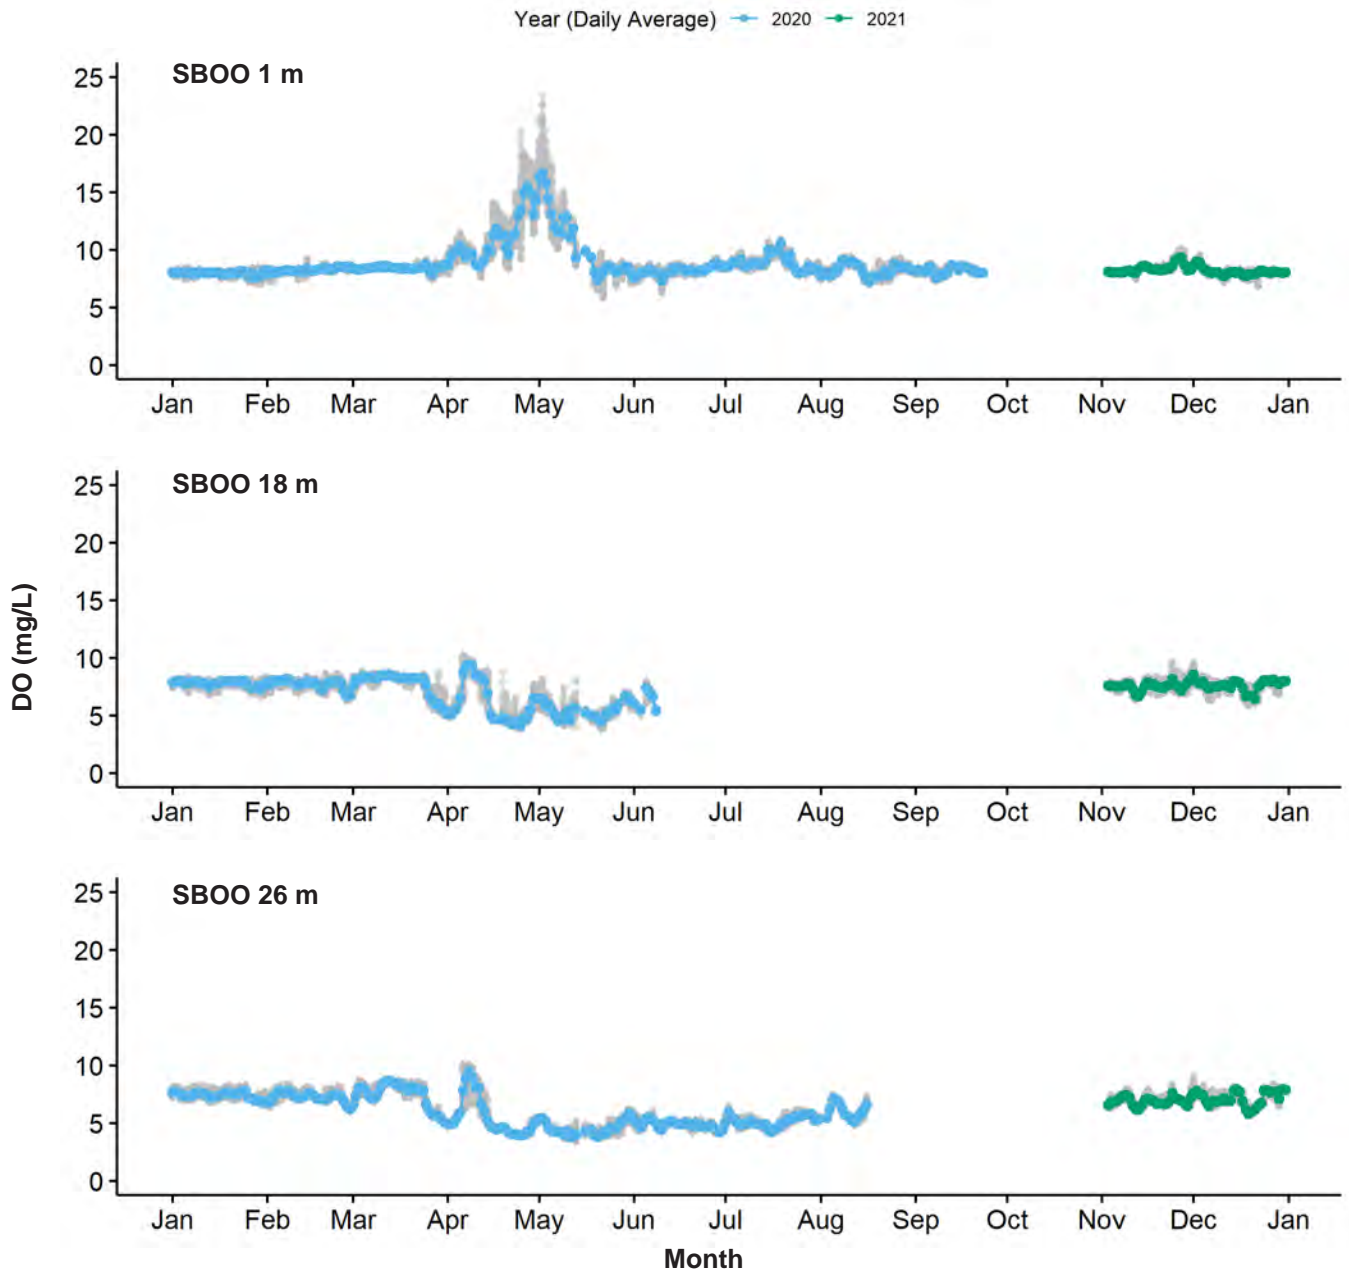 Year (Daily Average) 2020 2021
SBOO 1 m
25
20
15
10
5
0
Jan Feb Mar Apr May Jun Jul Aug Sep Oct Nov Dec Jan
SBOO 18 m
25
20
15
10
5
0
Jan Feb Mar Apr May Jun Jul Aug Sep Oct Nov Dec Jan
DO (mg/L)
SBOO 26 m
25
20
15
10
5
0
Jan Feb Mar Apr May Jun Jul Aug Sep Oct Nov Dec Jan
Month